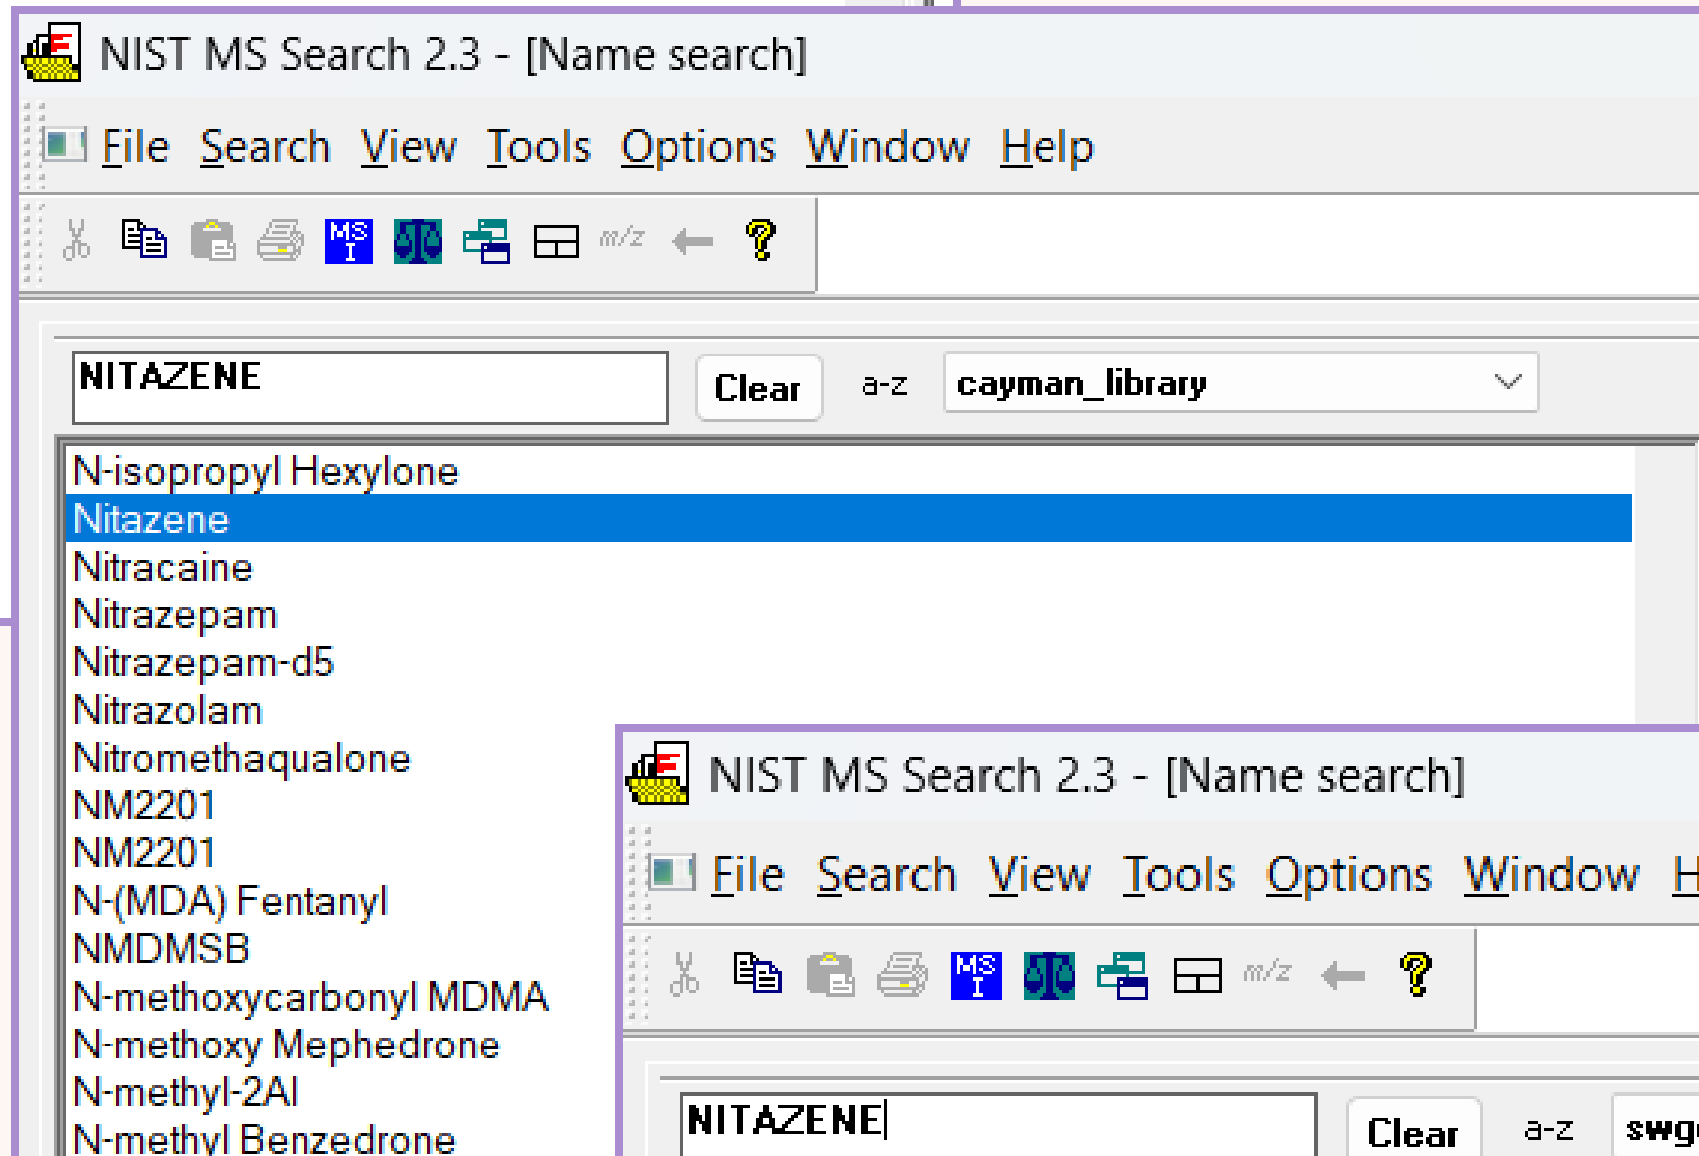 NIST MS Search 2.3 - [Name search]
File Search View Tools Options Window Help
MS
I
m/z
?
NITAZENE
Clear
a-z
cayman_library
N-isopropyl Hexylone
Nitazene
Nitracaine
Nitrazepam
Nitrazepam-d5
Nitrazolam
Nitromethaqualone
NM2201
NM2201
N-(MDA) Fentanyl
NMDMSB
N-methoxycarbonyl MDMA
N-methoxy Mephedrone
N-methyl-2AI
N-methyl Benzedrone
NIST MS Search 2.3 - [Name search]
File Search View Tools Options Window H
MS
I
m/z
?
NITAZENE
Clear
a-z